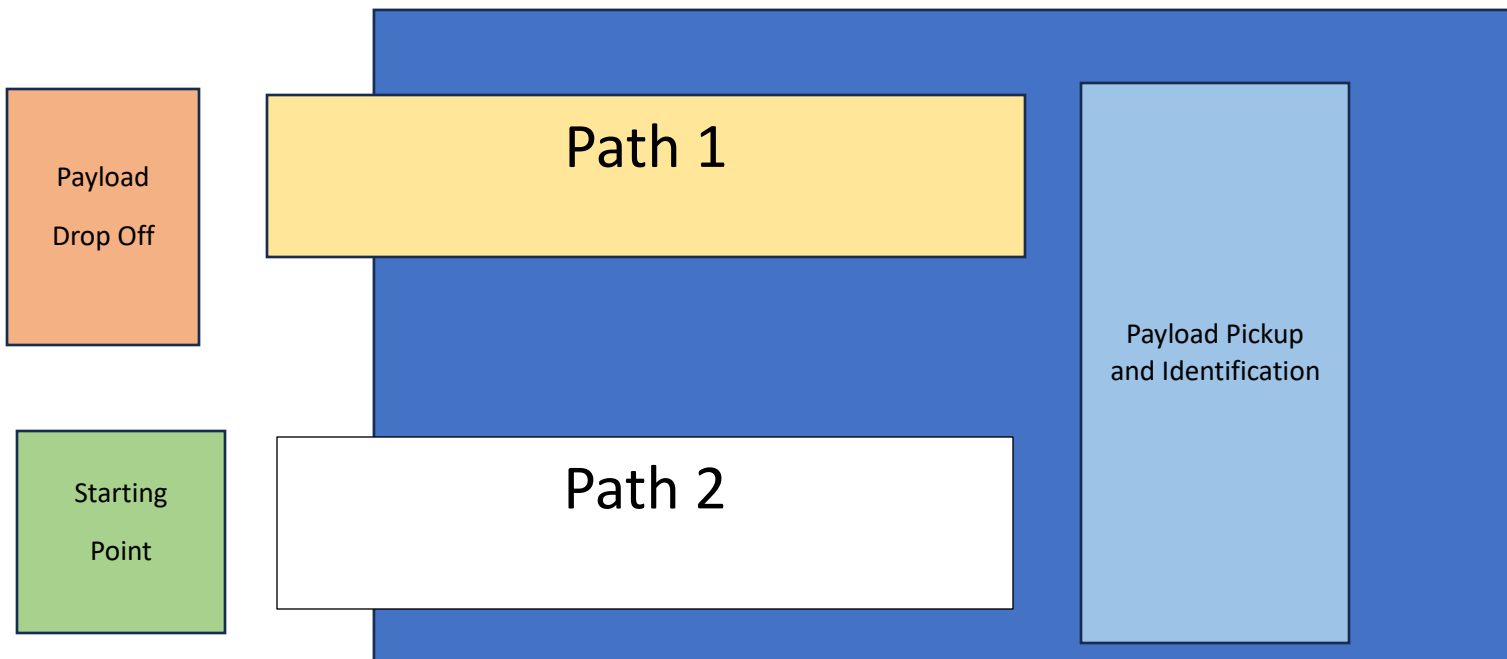 Path 1
Payload
Drop Off
Payload Pickup
and Identification
Path 2
Starting
Point